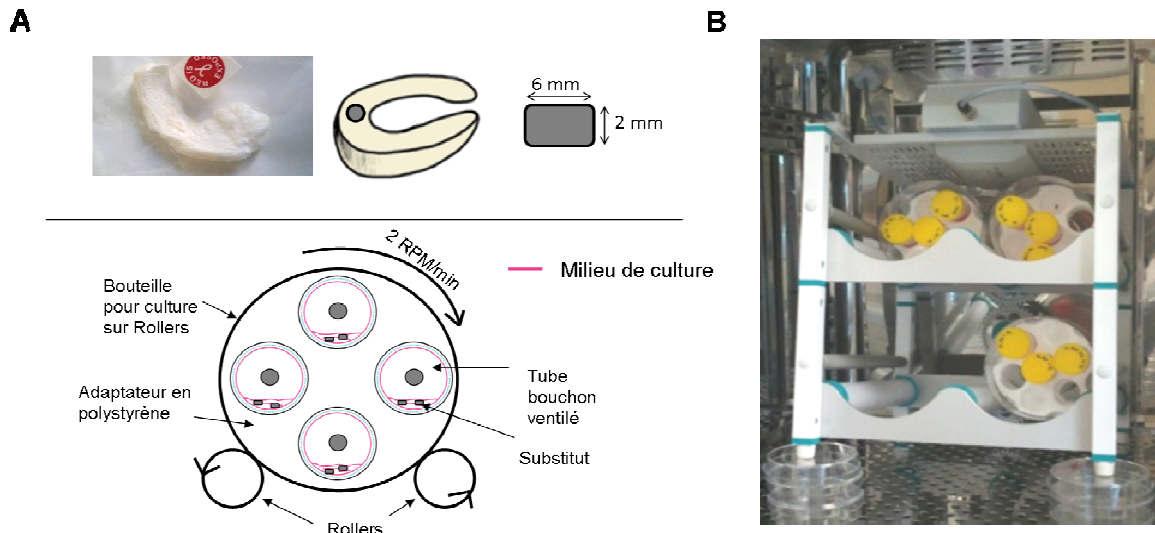 A
B
6 mm
2 mm
2 RPM/min
Milieu de culture
Bouteille
pour culture
sur Rollers
Adaptateur en
polystyrène
Tube
bouchon
ventilé
Substitut
Rollers